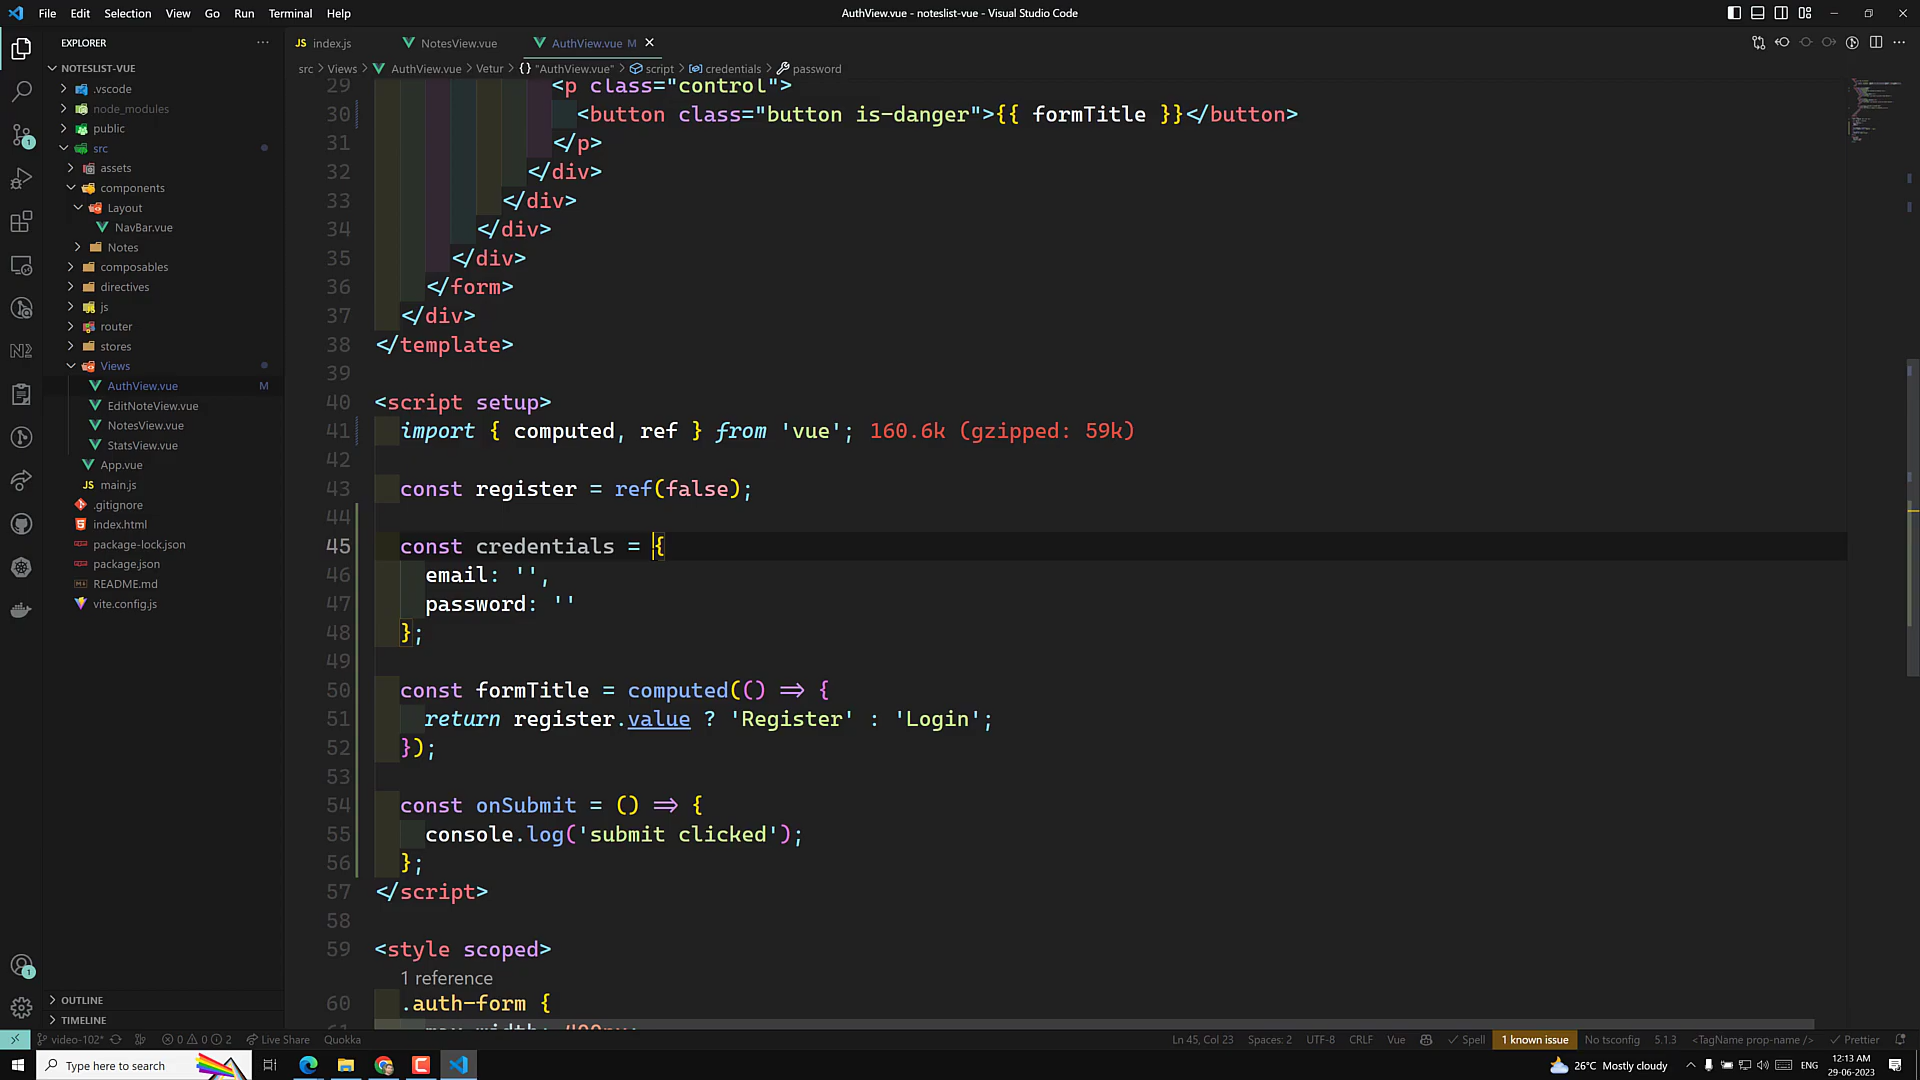 File Edit Selection View Go Run Terminal Help
AuthView.vue - noteslist-vue - Visual Studio Code
EXPLORER
NOTESLIST-VUE
.vscode
node_modules
public
src
assets
components
Layout
NavBar.vue
Notes
composables
directives
js
router
stores
Views
AuthView.vue M
EditNoteView.vue
NotesView.vue
StatsView.vue
App.vue
main.js
.gitignore
index.html
package-lock.json
package.json
README.md
vite.config.js
OUTLINE
TIMELINE
JS index.js NotesView.vue AuthView.vue M
src > Views > AuthView.vue > Vetur > {} "AuthView.vue" > script > credentials > password
29 <p class="control">
30 <button class="button is-danger">{{ formTitle }}</button>
31 </p>
32 </div>
33 </div>
34 </div>
35 </div>
36 </form>
37 </div>
38 </template>
39
40 <script setup>
41 import { computed, ref } from 'vue'; 160.6k (gzipped: 59k)
42
43 const register = ref(false);
44
45 const credentials = {
46 email: '',
47 password: ''
48 };
49
50 const formTitle = computed(() => {
51 return register.value ? 'Register' : 'Login';
52 });
53
54 const onSubmit = () => {
55 console.log('submit clicked');
56 };
57 </script>
58
59 <style scoped>
1 reference
60 .auth-form {
video-102* 0 0 2 Live Share Quokka
Ln 45, Col 23 Spaces: 2 UTF-8 CRLF Vue Spell 1 known issue No tsconfig 5.1.3 <TagName prop-name /> Prettier
Type here to search
26°C Mostly cloudy ENG 12:13 AM
29-06-2023